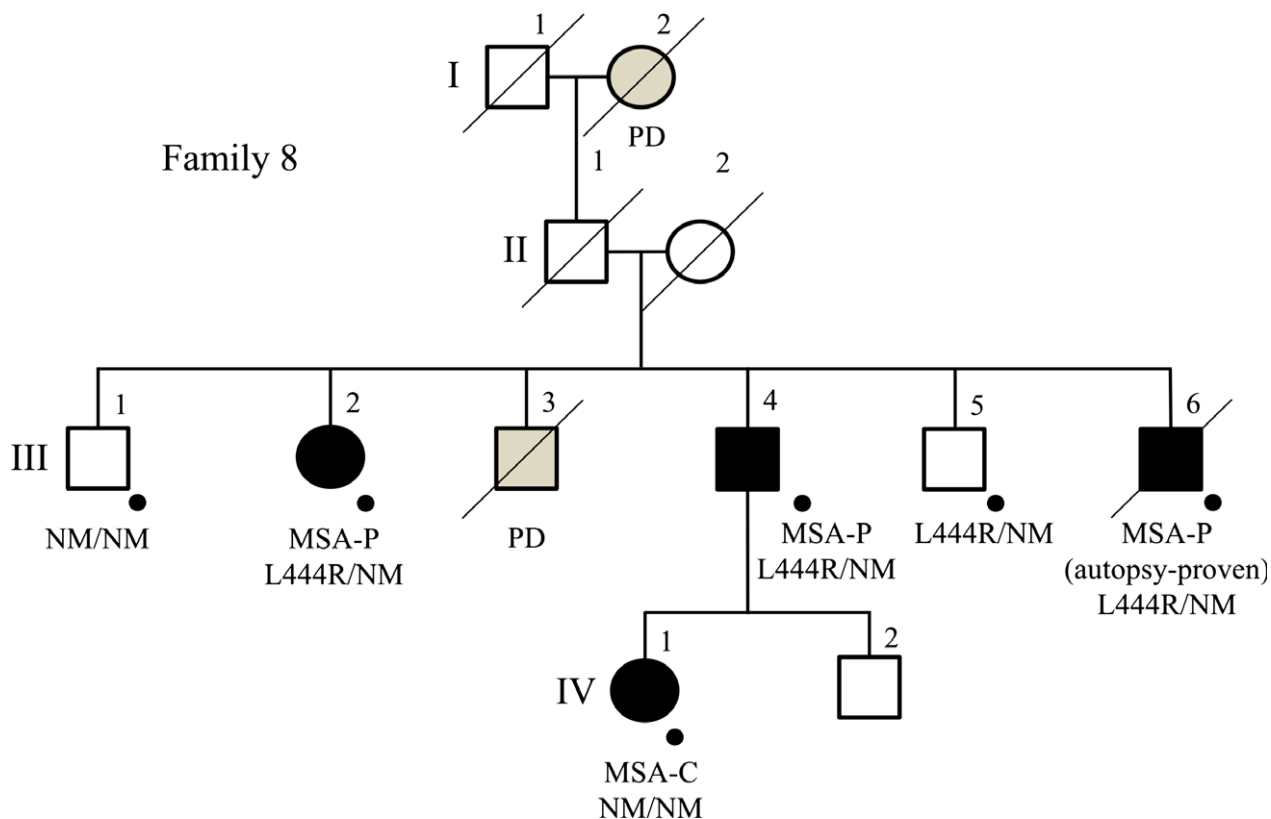 1 2
I
PD
Family 8
1 2
II
1 2 3 4 5 6
III
NM/NM
MSA-P
L444R/NM
PD
MSA-P
L444R/NM
L444R/NM
MSA-P
(autopsy-proven)
L444R/NM
1 2
IV
MSA-C
NM/NM